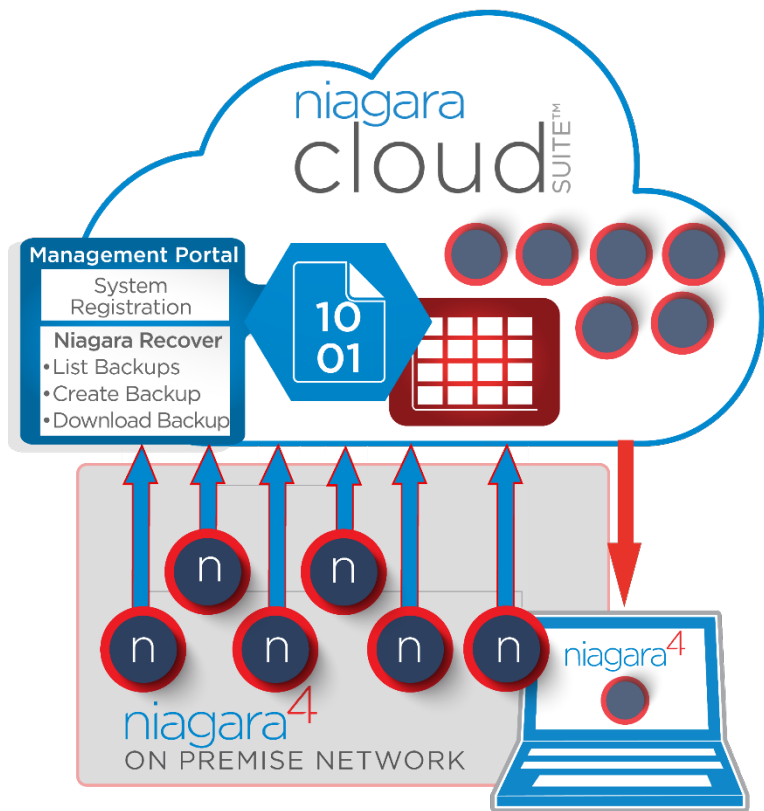 niagara
cloud SUITE™
Management Portal
System
Registration
Niagara Recover
•List Backups
•Create Backup
•Download Backup
10
01
n
n
n
n
n
n
niagara4
niagara4
ON PREMISE NETWORK